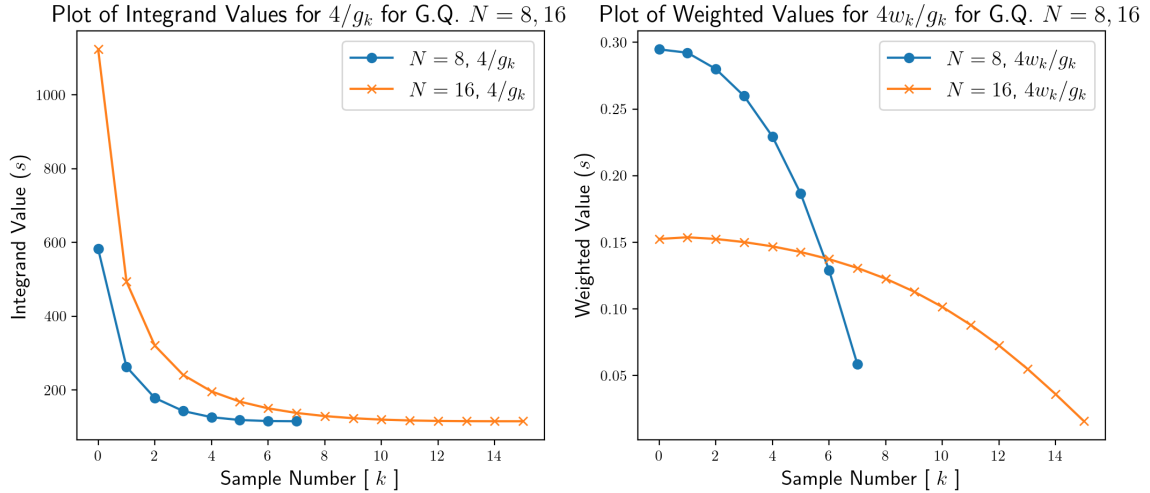 Plot of Integrand Values for 4/g_k for G.Q. N = 8, 16
N = 8, 4/g_k
N = 16, 4/g_k
1000
800
600
400
200
Integrand Value (s)
0 2 4 6 8 10 12 14
Sample Number [ k ]
Plot of Weighted Values for 4w_k/g_k for G.Q. N = 8, 16
N = 8, 4w_k/g_k
N = 16, 4w_k/g_k
0.30
0.25
0.20
0.15
0.10
0.05
Weighted Value (s)
0 2 4 6 8 10 12 14
Sample Number [ k ]